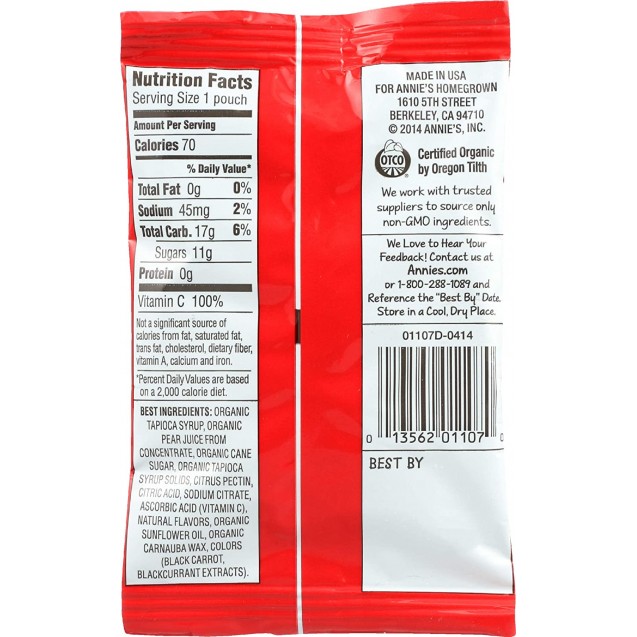 Nutrition Facts
Serving Size 1 pouch
Amount Per Serving
Calories 70
% Daily Value*
Total Fat 0g 0%
Sodium 45mg 2%
Total Carb. 17g 6%
Sugars 11g
Protein 0g
Vitamin C 100%
Not a significant source of
calories from fat, saturated fat,
trans fat, cholesterol, dietary fiber,
vitamin A, calcium and iron.
*Percent Daily Values are based
on a 2,000 calorie diet.
BEST INGREDIENTS: ORGANIC
TAPIOCA SYRUP, ORGANIC
PEAR JUICE FROM
CONCENTRATE, ORGANIC CANE
SUGAR, ORGANIC TAPIOCA
SYRUP SOLIDS, CITRUS PECTIN,
CITRIC ACID, SODIUM CITRATE,
ASCORBIC ACID (VITAMIN C),
NATURAL FLAVORS, ORGANIC
SUNFLOWER OIL, ORGANIC
CARNAUBA WAX, COLORS
(BLACK CARROT,
BLACKCURRANT EXTRACTS).
MADE IN USA
FOR ANNIE'S HOMEGROWN
1610 5TH STREET
BERKELEY, CA 94710
© 2014 ANNIE'S, INC.
OTCO ®
Certified Organic
by Oregon Tilth
We work with trusted
suppliers to source only
non-GMO ingredients.
We Love to Hear Your
Feedback! Contact us at
Annies.com
or 1-800-288-1089 and
Reference the "Best By" Date.
Store in a Cool, Dry Place.
01107D-0414
0 13562 01107 0
BEST BY